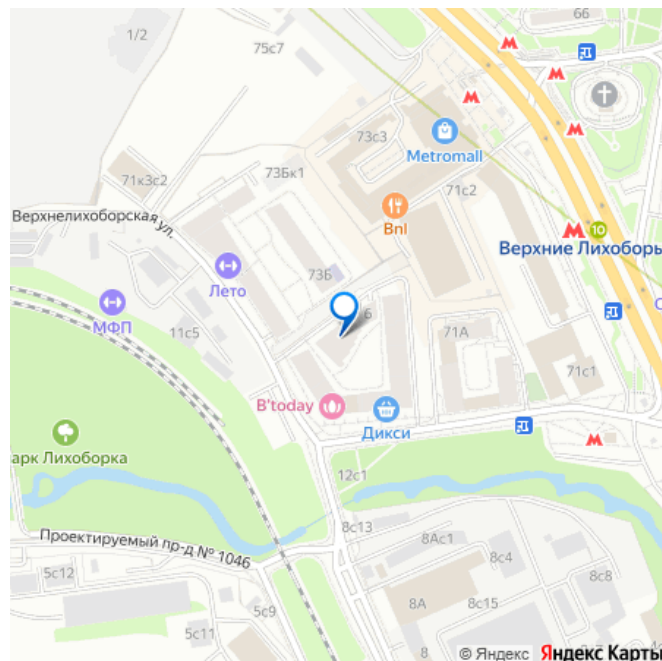 66
1/2
75с7
М
М
М
М
73с3
Metromall
71к3с2
73Бк1
71с2
Верхнелихоборская ул.
Bnl
М
10
Верхние Лихоборы
73Б
Лето
МФП
11с5
Б
71А
71с1
B'today
Дикси
М
арк Лихоборка
12с1
8с13
8Ас1
Проектируемый пр-д № 1046
8с4
5с12
8с8
8А
8с15
5с9
5с11
8
© Яндекс Яндекс Карты